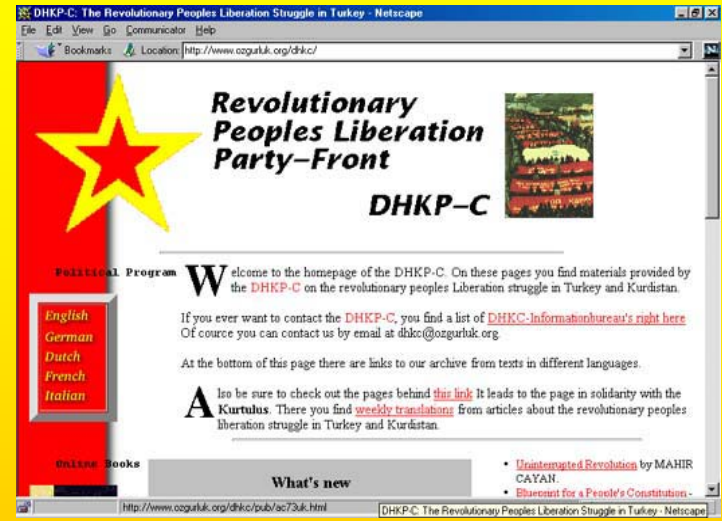 DHKP-C: The Revolutionary Peoples Liberation Struggle in Turkey - Netscape
File Edit View Go Communicator Help
Bookmarks Location: http://www.ozgurluk.org/dhkc/
Revolutionary
Peoples Liberation
Party-Front
DHKP-C
Political Program
Welcome to the homepage of the DHKP-C. On these pages you find materials provided by
the DHKP-C on the revolutionary peoples Liberation struggle in Turkey and Kurdistan.
English
German
Dutch
French
Italian
If you ever want to contact the DHKP-C, you find a list of DHKC-Informationbureau's right here
Of cource you can contact us by email at dhkc@ozgurluk.org.
At the bottom of this page there are links to our archive from texts in different languages.
Also be sure to check out the pages behind this link It leads to the page in solidarity with the
Kurtulus. There you find weekly translations from articles about the revolutionary peoples
liberation struggle in Turkey and Kurdistan.
Online Books
What's new
Uninterrupted Revolution by MAHIR
CAYAN.
Blueprint for a People's Constitution -
http://www.ozgurluk.org/dhkc/pub/ac73uk.html
DHKP-C: The Revolutionary Peoples Liberation Struggle in Turkey - Netscape